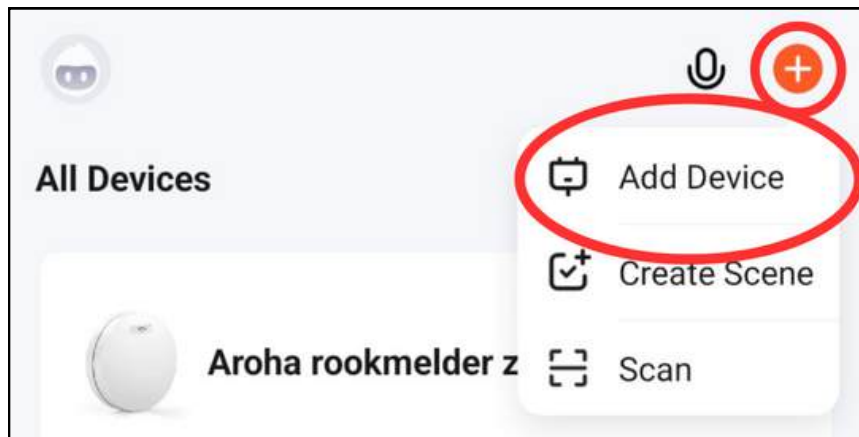 All Devices
Add Device
Create Scene
Aroha rookmelder z
Scan